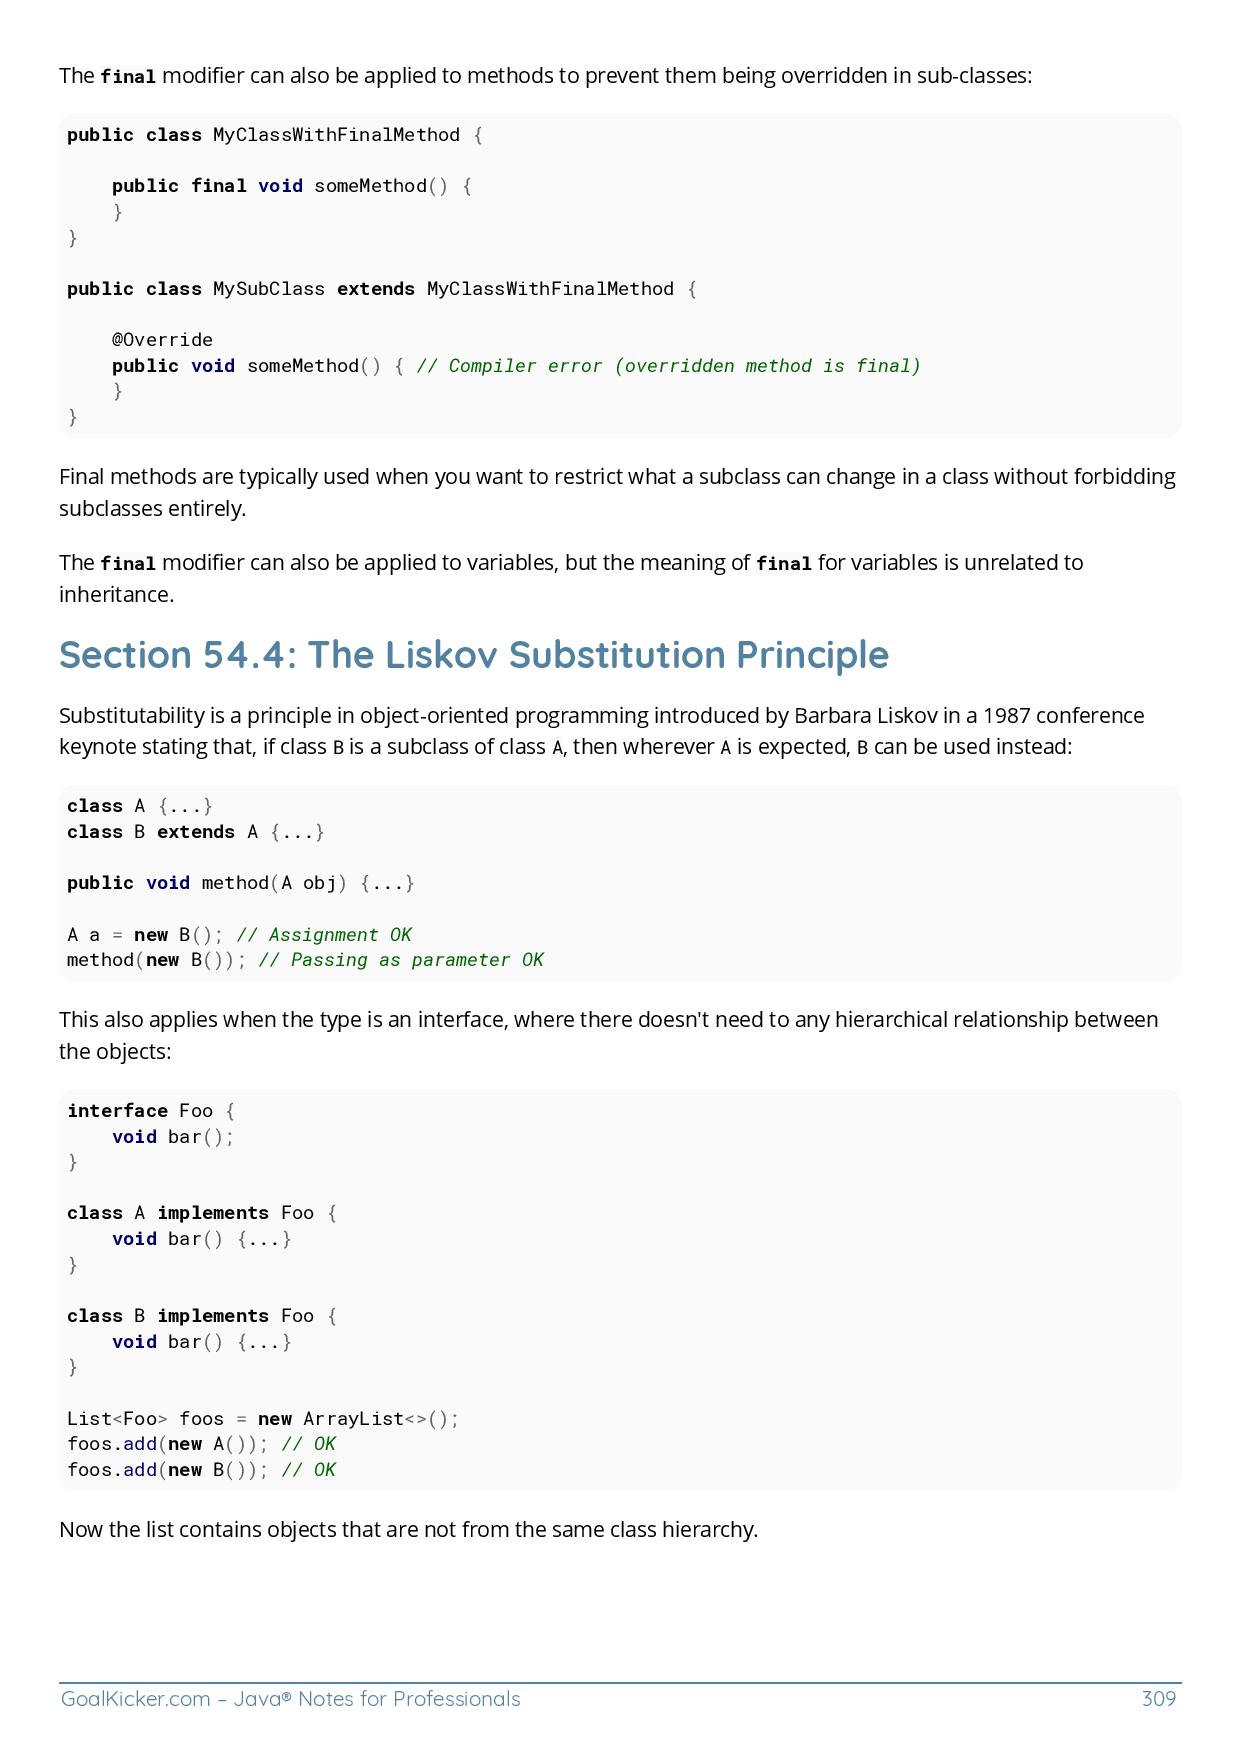 The final modifier can also be applied to methods to prevent them being overridden in sub-classes:
public class MyClassWithFinalMethod {
    public final void someMethod() {
    }
}
public class MySubClass extends MyClassWithFinalMethod {
    @Override
    public void someMethod() { // Compiler error (overridden method is final)
    }
}
Final methods are typically used when you want to restrict what a subclass can change in a class without forbidding
subclasses entirely.
The final modifier can also be applied to variables, but the meaning of final for variables is unrelated to
inheritance.
Section 54.4: The Liskov Substitution Principle
Substitutability is a principle in object-oriented programming introduced by Barbara Liskov in a 1987 conference
keynote stating that, if class B is a subclass of class A, then wherever A is expected, B can be used instead:
class A {...}
class B extends A {...}
public void method(A obj) {...}
A a = new B(); // Assignment OK
method(new B()); // Passing as parameter OK
This also applies when the type is an interface, where there doesn't need to any hierarchical relationship between
the objects:
interface Foo {
    void bar();
}
class A implements Foo {
    void bar() {...}
}
class B implements Foo {
    void bar() {...}
}
List<Foo> foos = new ArrayList<>();
foos.add(new A()); // OK
foos.add(new B()); // OK
Now the list contains objects that are not from the same class hierarchy.
GoalKicker.com – Java® Notes for Professionals 309